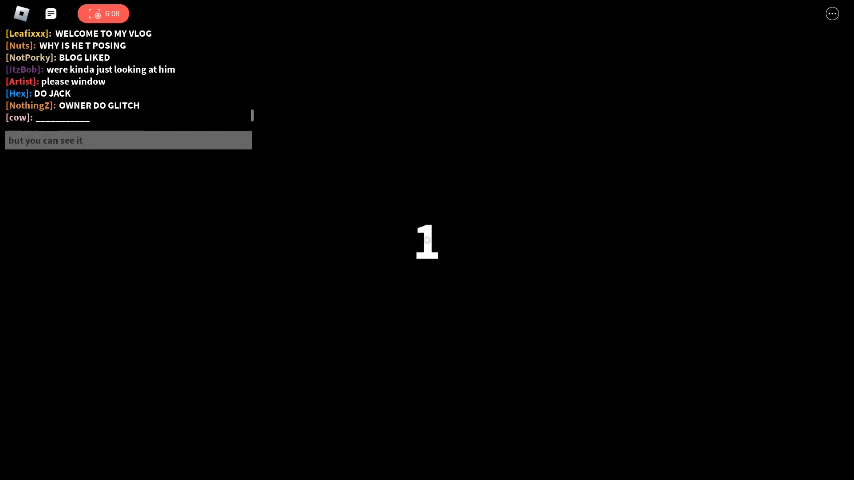 6:08
[Leafixxx]: WELCOME TO MY VLOG
[Nuts]: WHY IS HE T POSING
[NotPorky]: BLOG LIKED
[ItzBob]: were kinda just looking at him
[Artist]: please window
[Hex]: DO JACK
[NothingZ]: OWNER DO GLITCH
[cow]: ___________
but you can see it
1